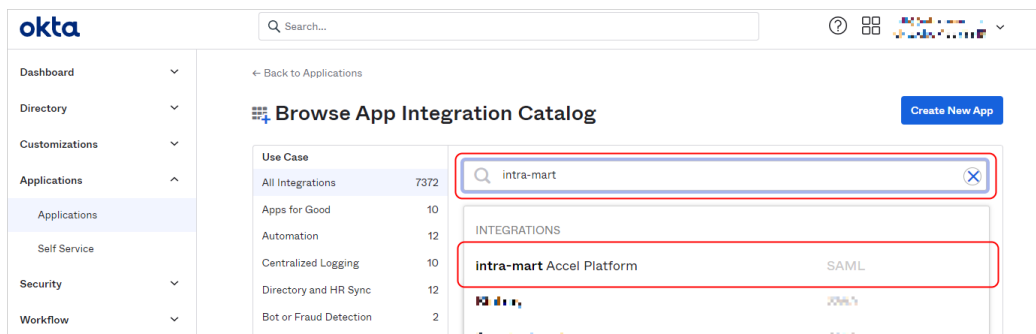 okta
Search...
Dashboard
Directory
Customizations
Applications
Applications
Self Service
Security
Workflow
← Back to Applications
Browse App Integration Catalog
Create New App
Use Case
All Integrations 7372
Apps for Good 10
Automation 12
Centralized Logging 10
Directory and HR Sync 12
Bot or Fraud Detection 2
intra-mart
INTEGRATIONS
intra-mart Accel Platform SAML